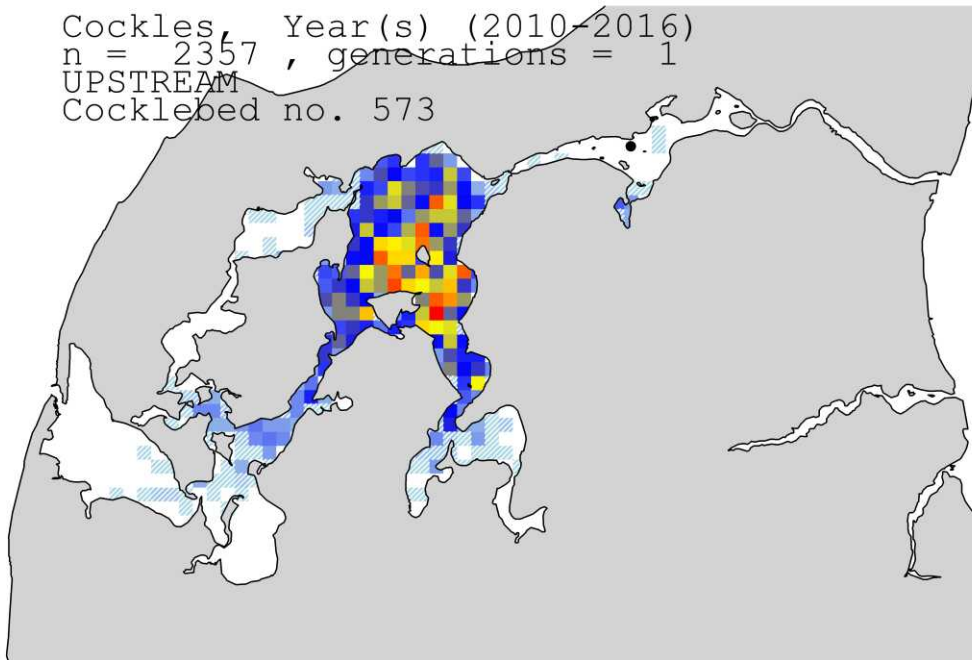 Cockles, Year(s) (2010-2016)
n = 2357 , generations = 1
UPSTREAM
Cocklebed no. 573